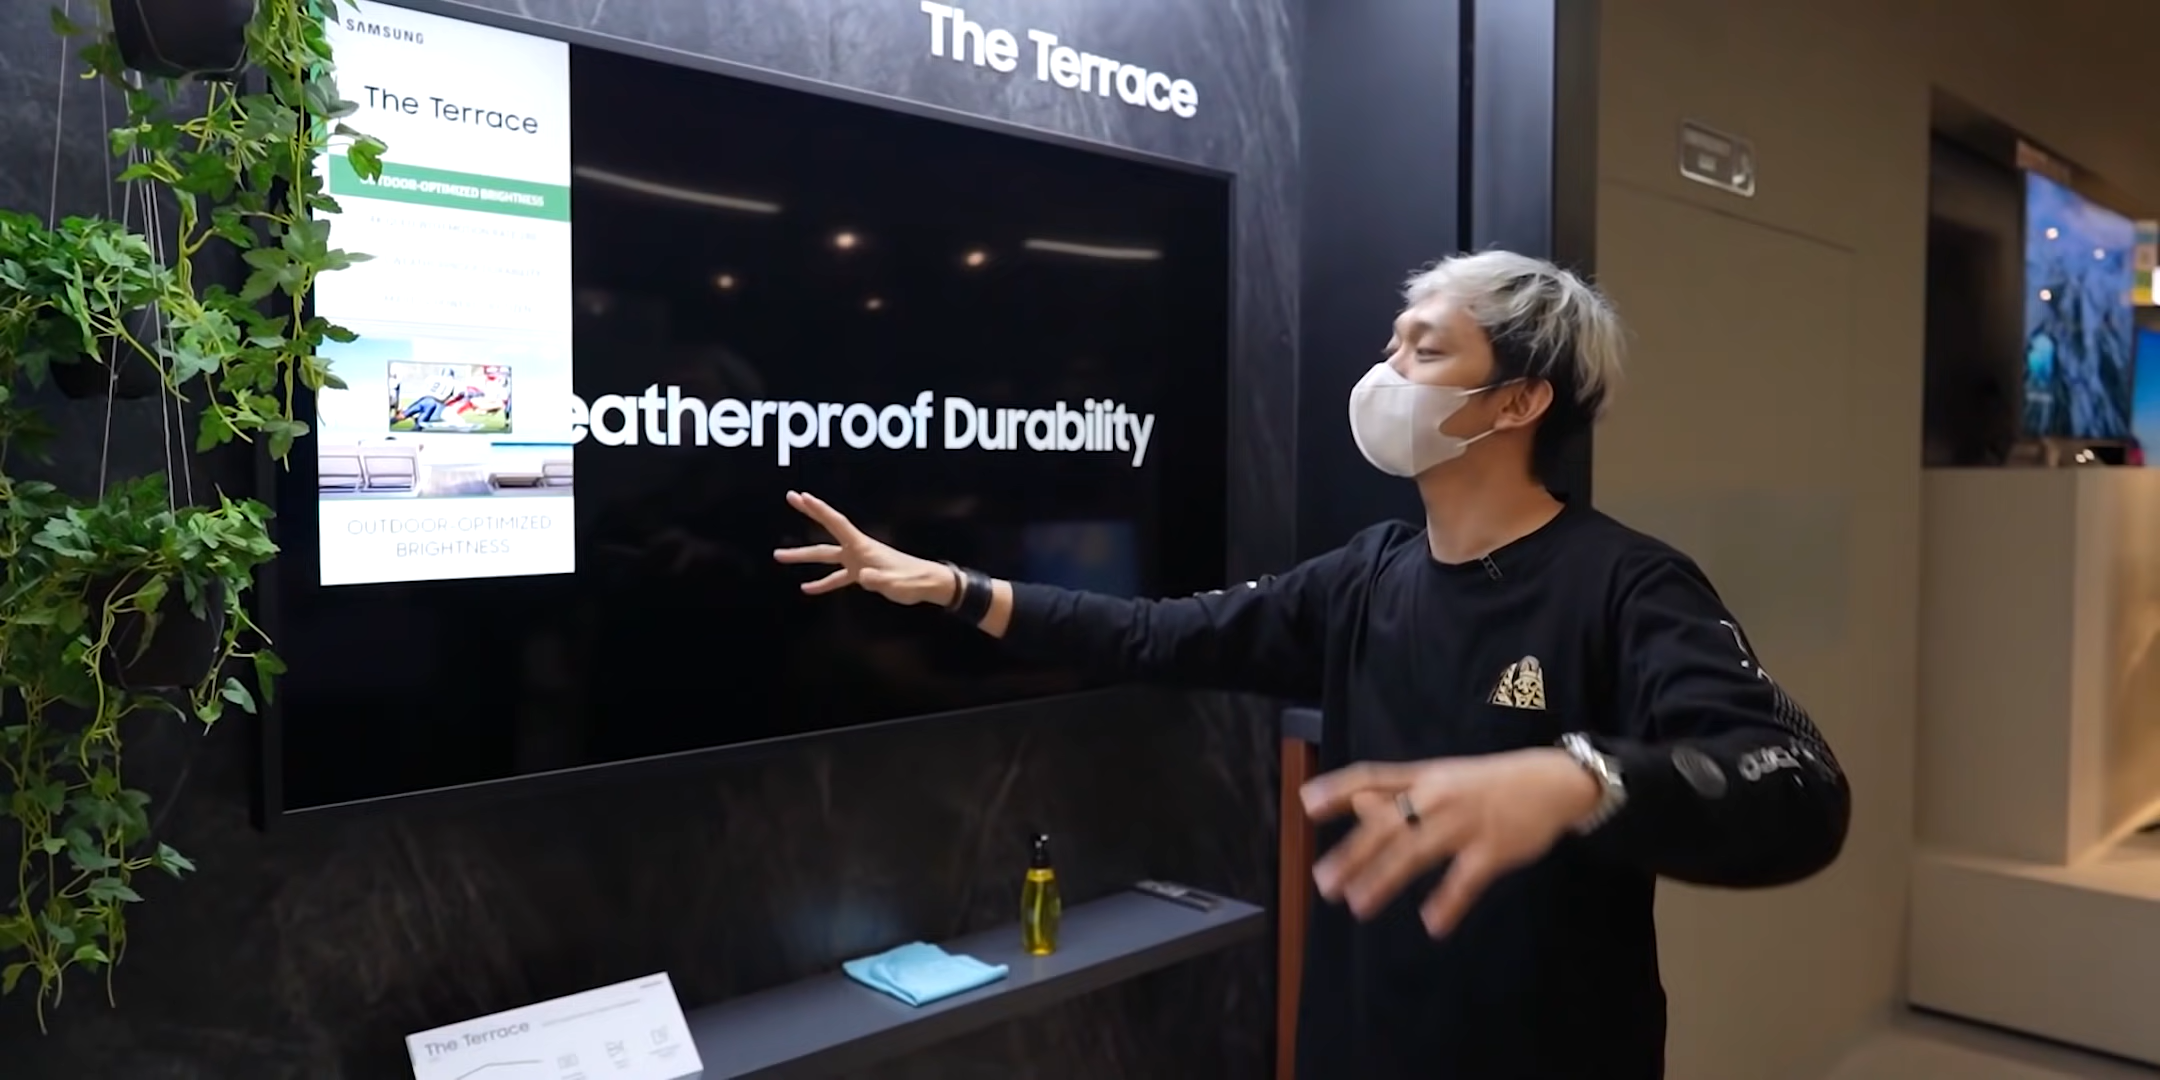 The Terrace
SAMSUNG
The Terrace
OUTDOOR-OPTIMIZED BRIGHTNESS
eatherproof Durability
OUTDOOR-OPTIMIZED
BRIGHTNESS
The Terrace